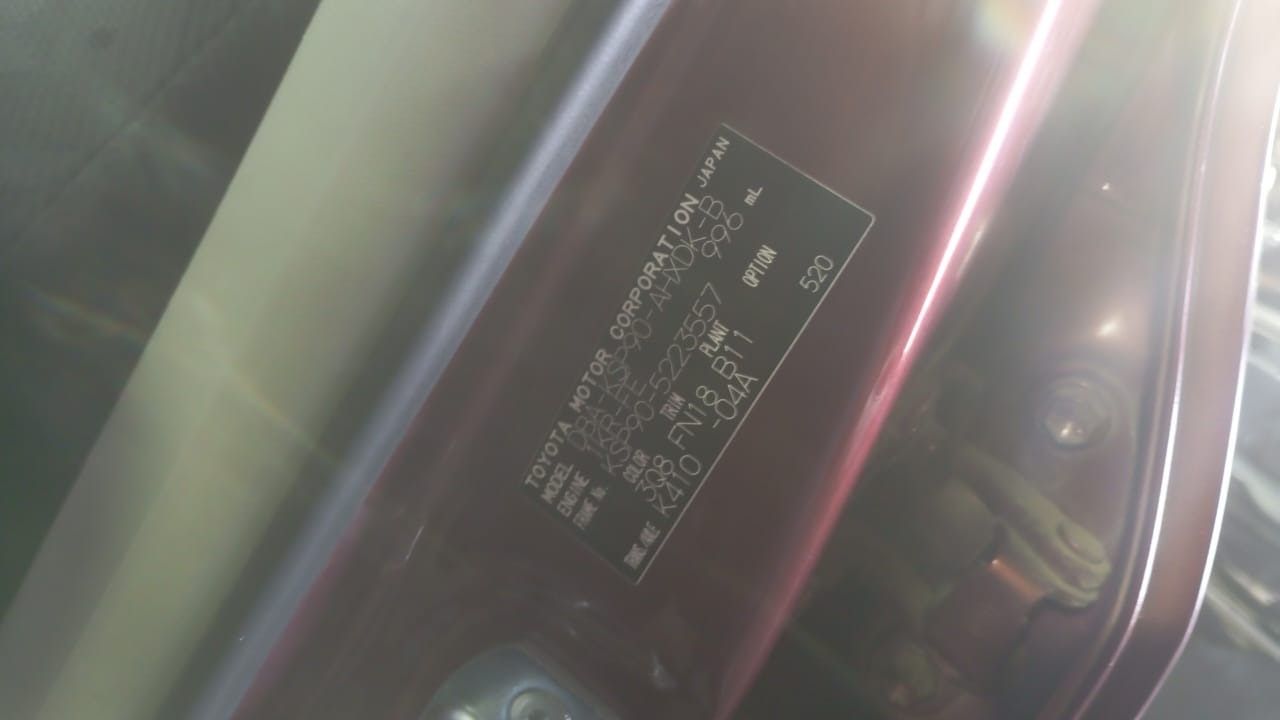 TOYOTA MOTOR CORPORATION JAPAN
MODEL DBA-KSP90-AHXDK-B
ENGINE 1KR-FE 996 mL
FRAME No. KSP90-5223557
COLOR TRIM PLANT OPTION
3Q8 FN18 B11 520
TRANS./AXLE K410 -04A